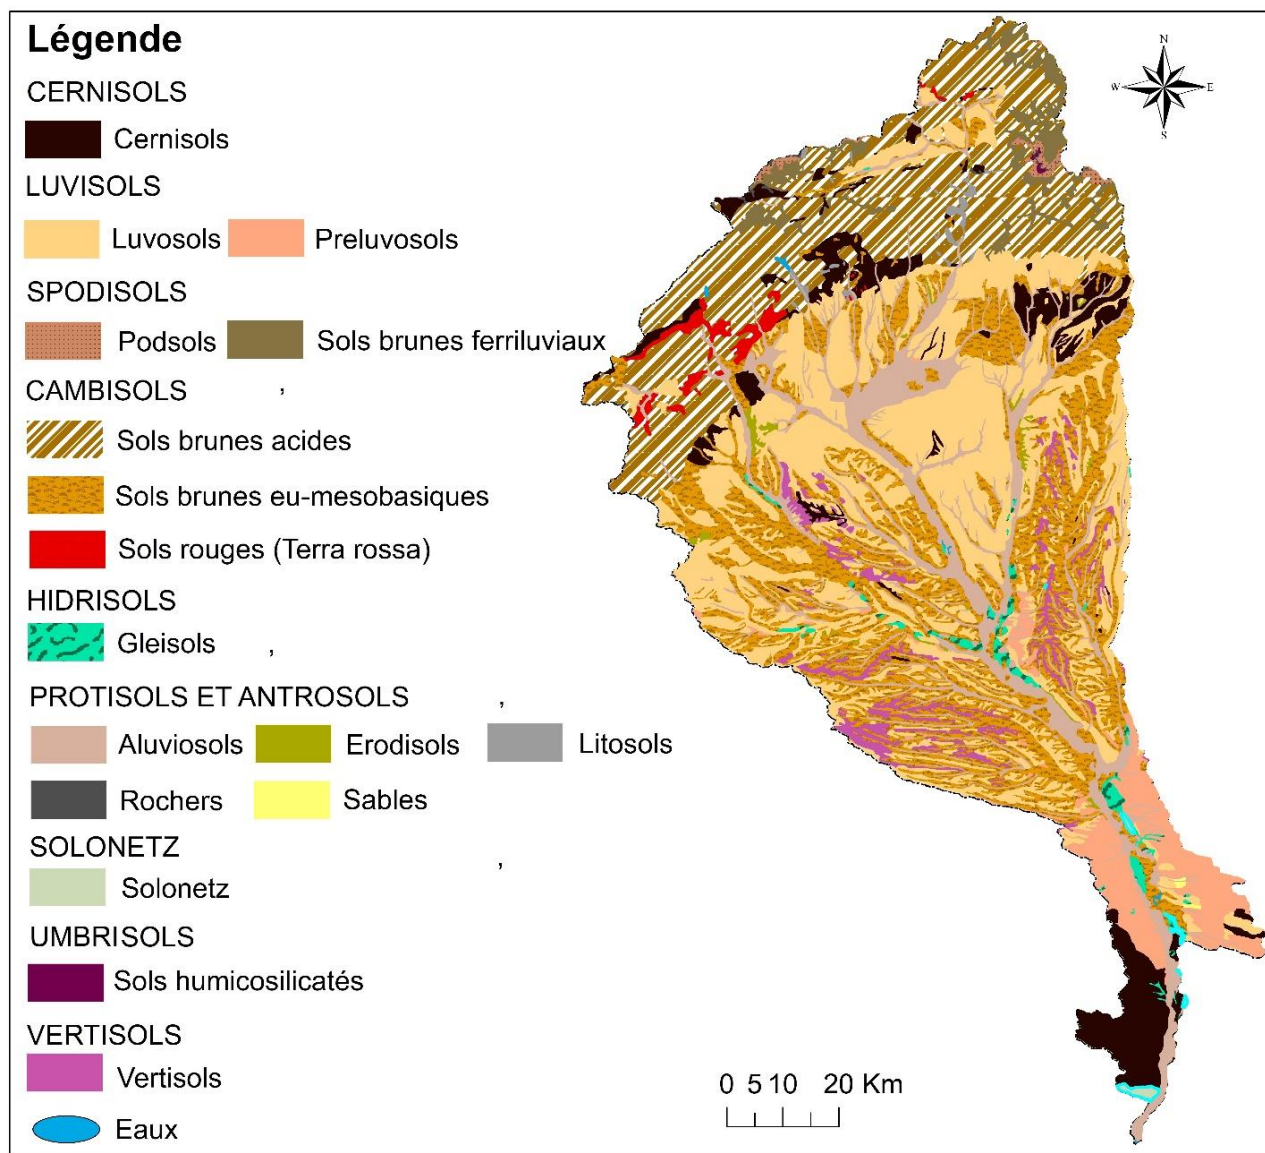 Légende
CERNISOLS
Cernisols
LUVISOLS
Luvosols Preluvosols
SPODISOLS
Podsols Sols brunes ferriluviaux
CAMBISOLS ,
Sols brunes acides
Sols brunes eu-mesobasiques
Sols rouges (Terra rossa)
HIDRISOLS
Gleisols ,
PROTISOLS ET ANTROSOLS ,
Aluviosols Erodisols Litosols
Rochers Sables
SOLONETZ ,
Solonetz
UMBRISOLS
Sols humicosilicatés
VERTISOLS
Vertisols
Eaux
N
W E
S
0 5 10 20 Km